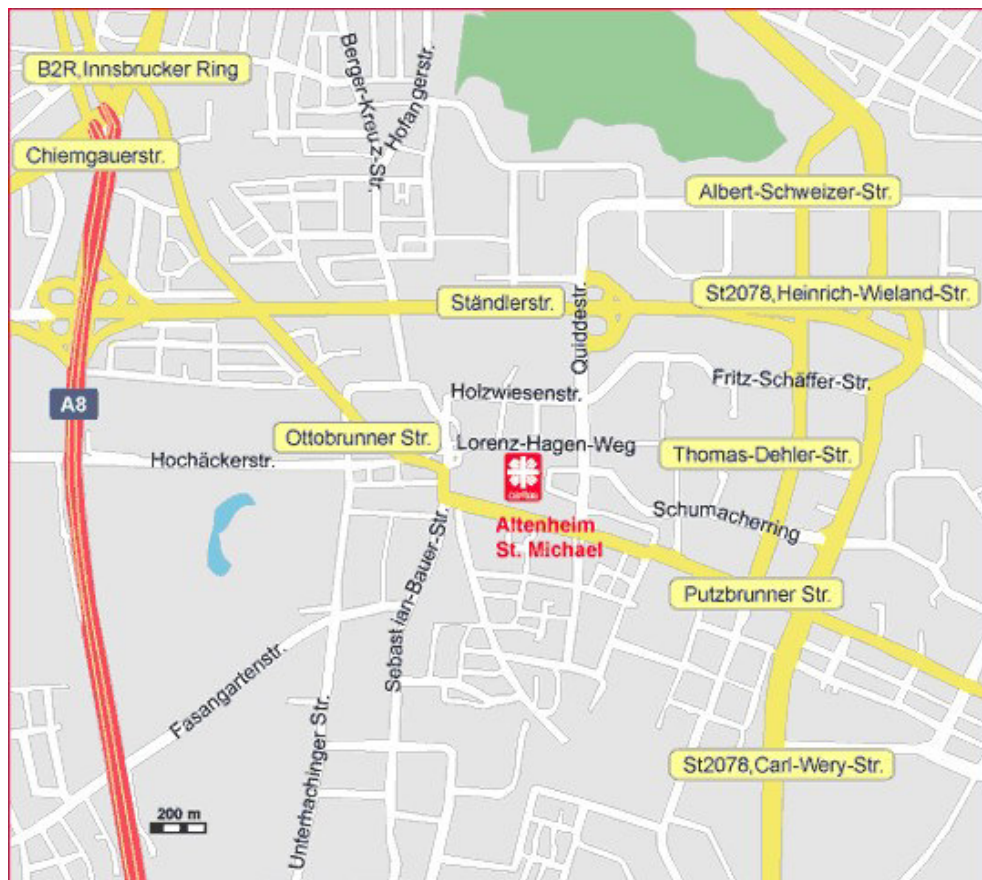 B2R,Innsbrucker Ring
Berger-Kreuz-Str.
Hofangerstr.
Chiemgauerstr.
Albert-Schweizer-Str.
Ständlerstr.
Quiddestr.
St2078,Heinrich-Wieland-Str.
A8
Holzwiesenstr.
Fritz-Schäffer-Str.
Ottobrunner Str.
Lorenz-Hagen-Weg
Hochäckerstr.
Thomas-Dehler-Str.
caritas
Schumacherring
Altenheim
St. Michael
Sebastian-Bauer-Str.
Putzbrunner Str.
Fasangartenstr.
Unterhachinger Str.
St2078,Carl-Wery-Str.
200 m